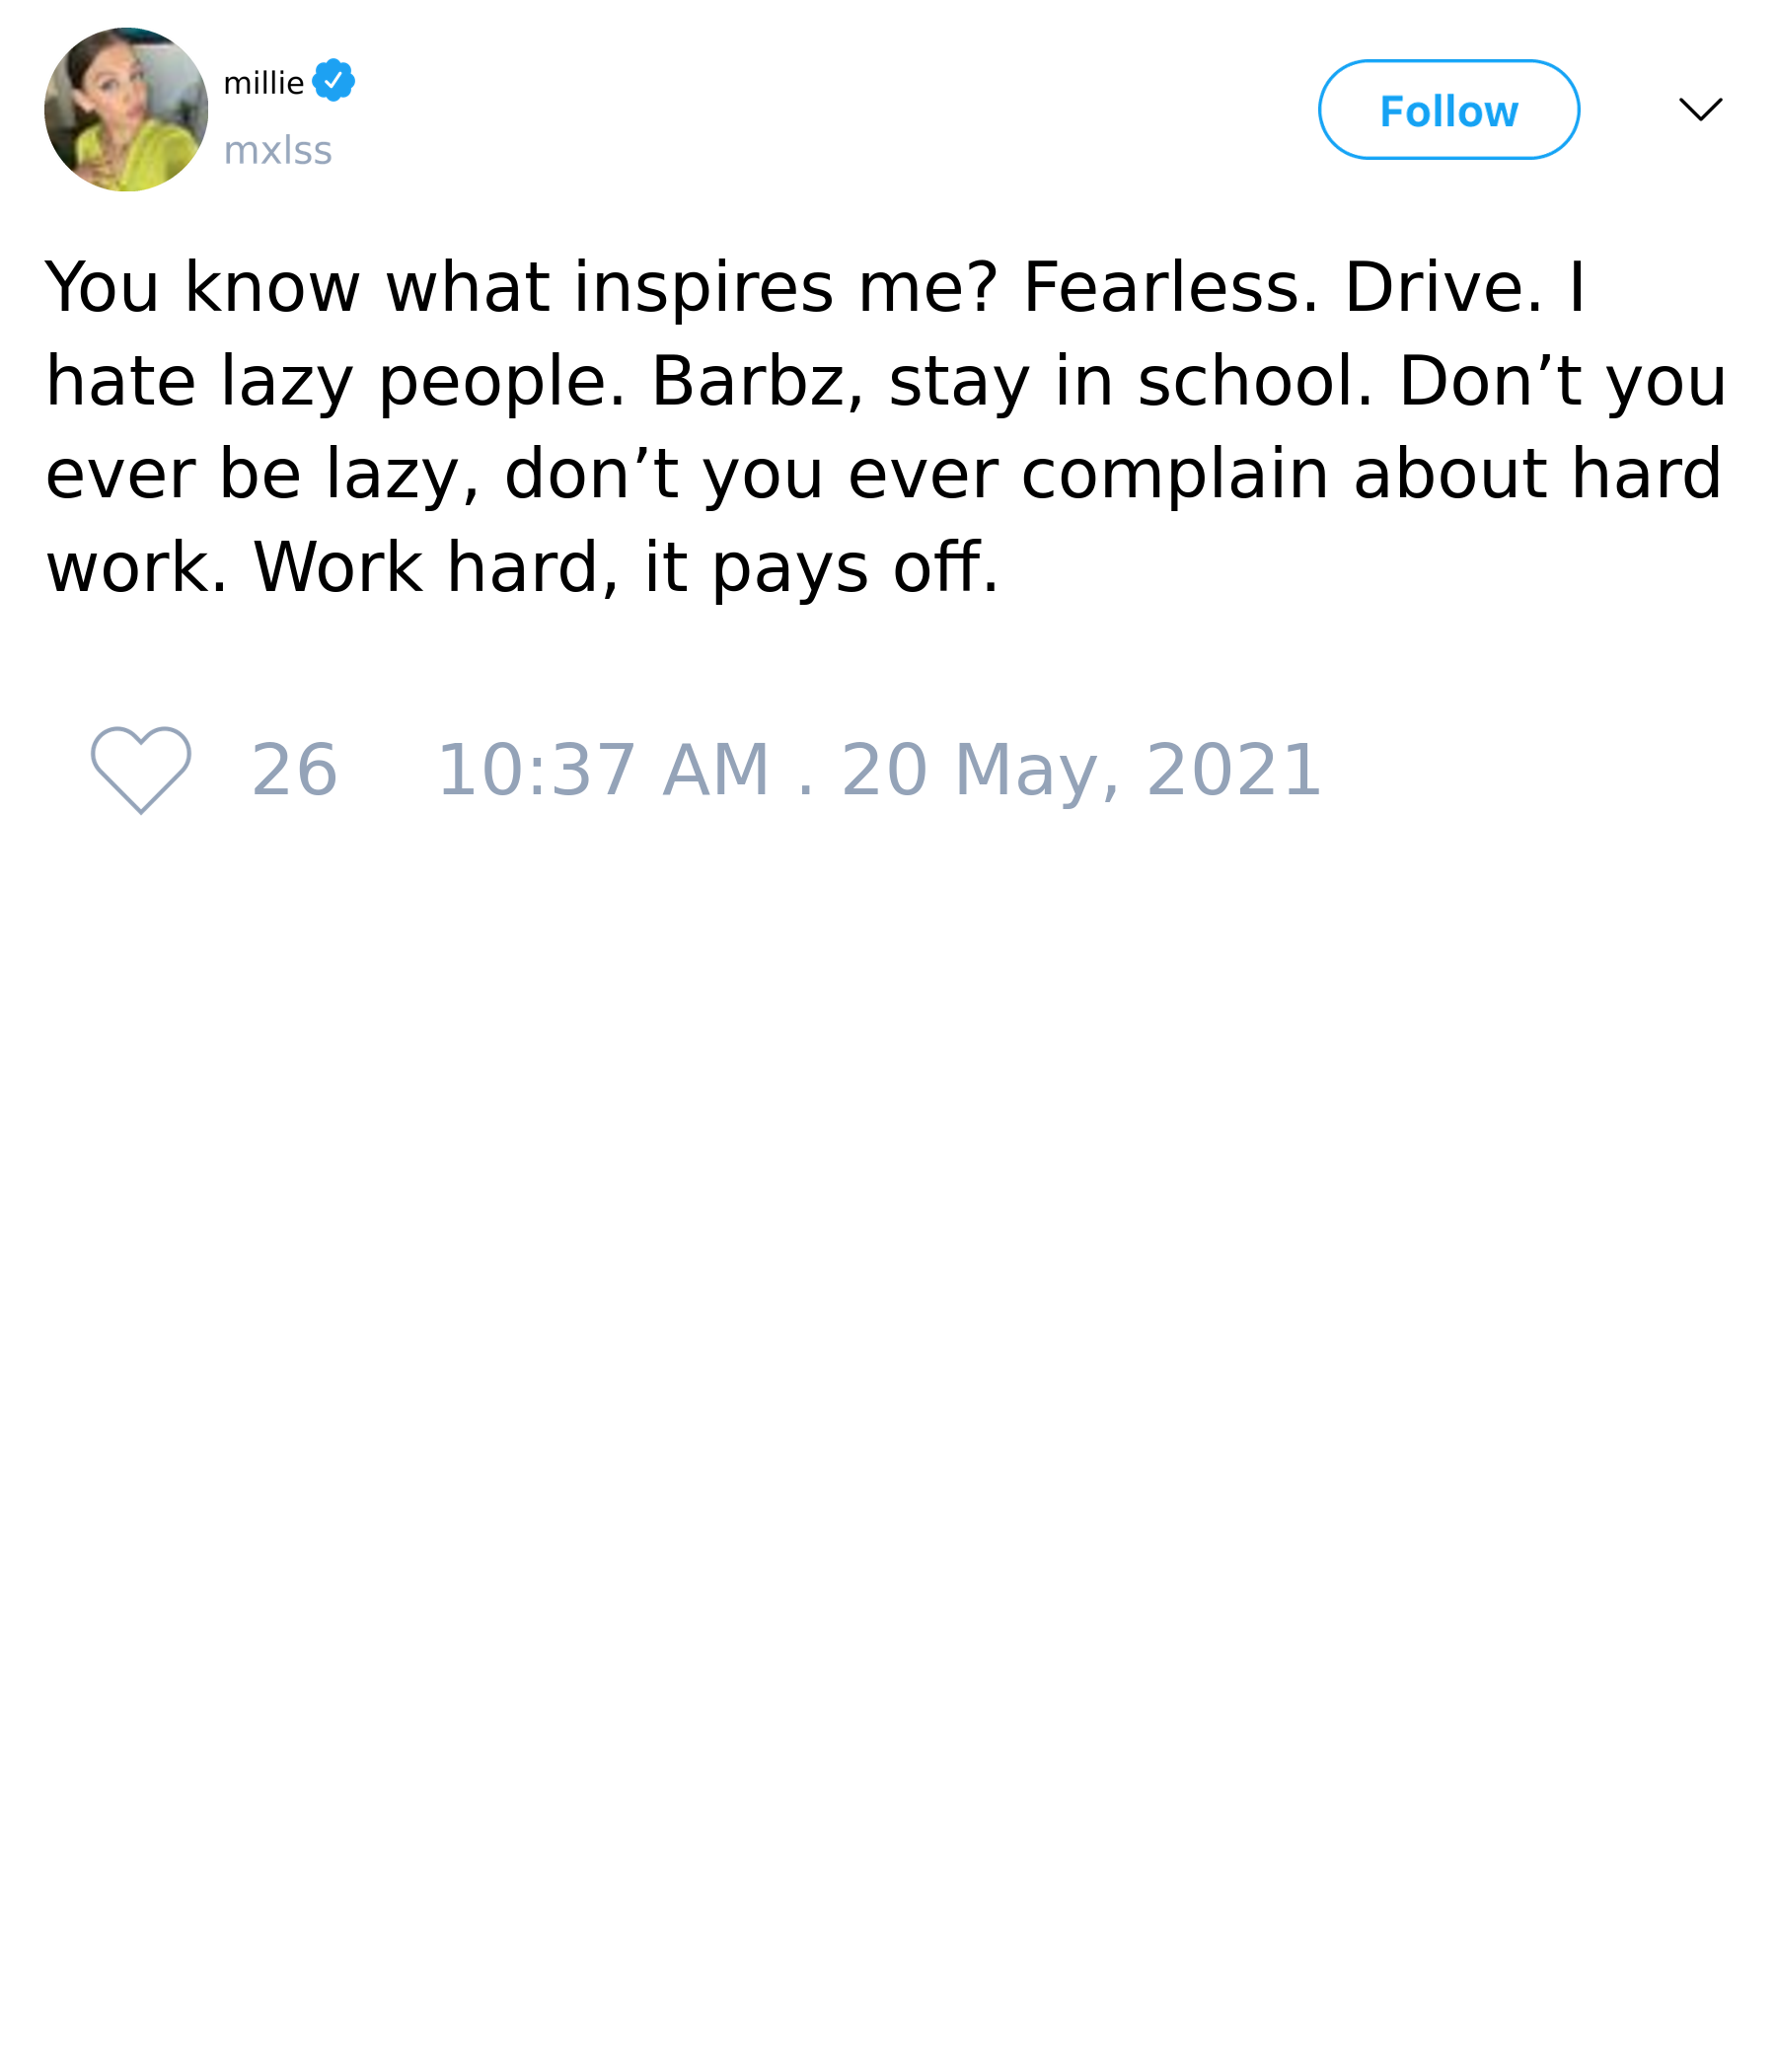 millie
mxlss
Follow
You know what inspires me? Fearless. Drive. I
hate lazy people. Barbz, stay in school. Don’t you
ever be lazy, don’t you ever complain about hard
work. Work hard, it pays off.
26 10:37 AM . 20 May, 2021